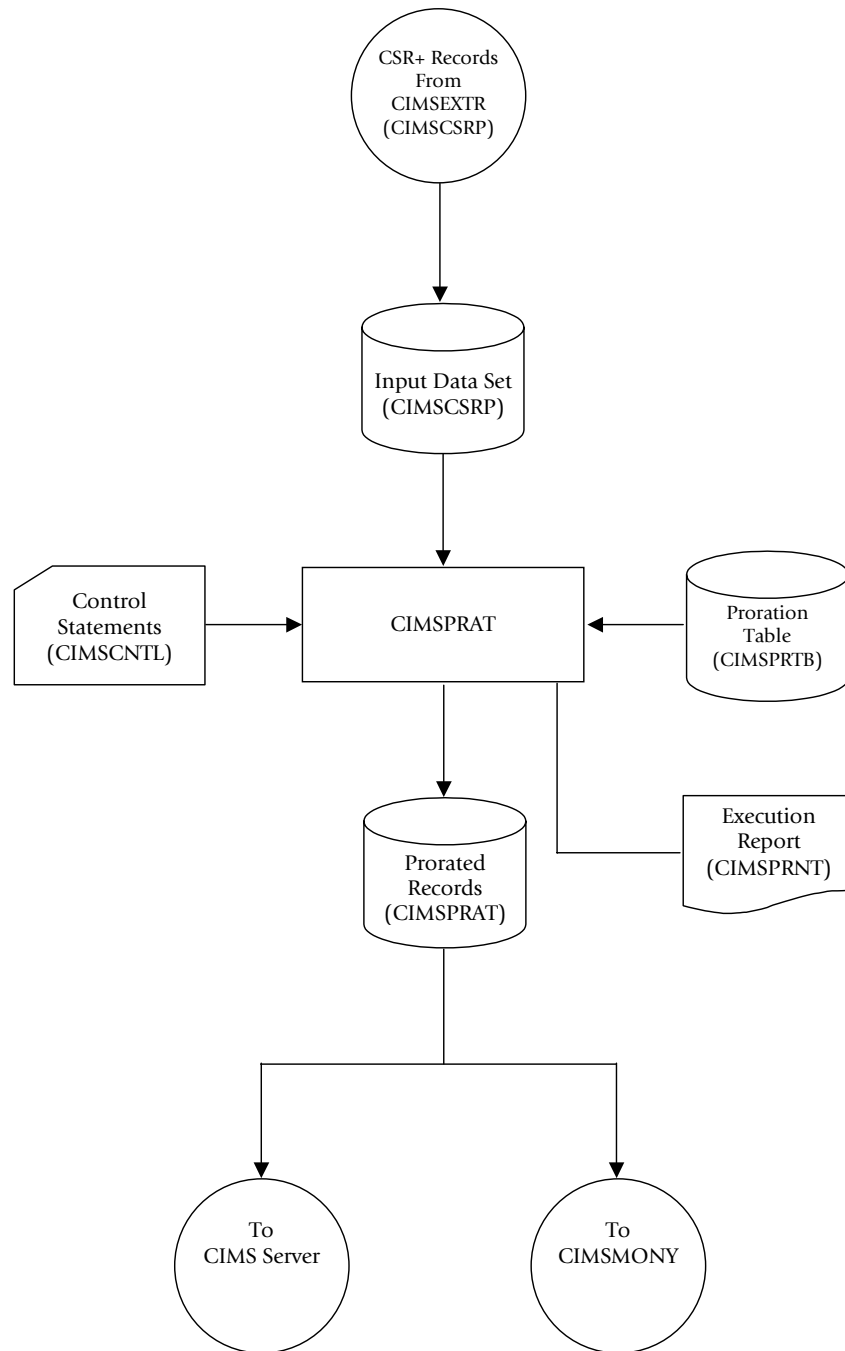 CSR+ Records
From
CIMSEXTR
(CIMSCSRP)
Input Data Set
(CIMSCSRP)
Control
Statements
(CIMSCNTL)
CIMSPRAT
Proration
Table
(CIMSPRTB)
Prorated
Records
(CIMSPRAT)
Execution
Report
(CIMSPRNT)
To
CIMS Server
To
CIMSMONY